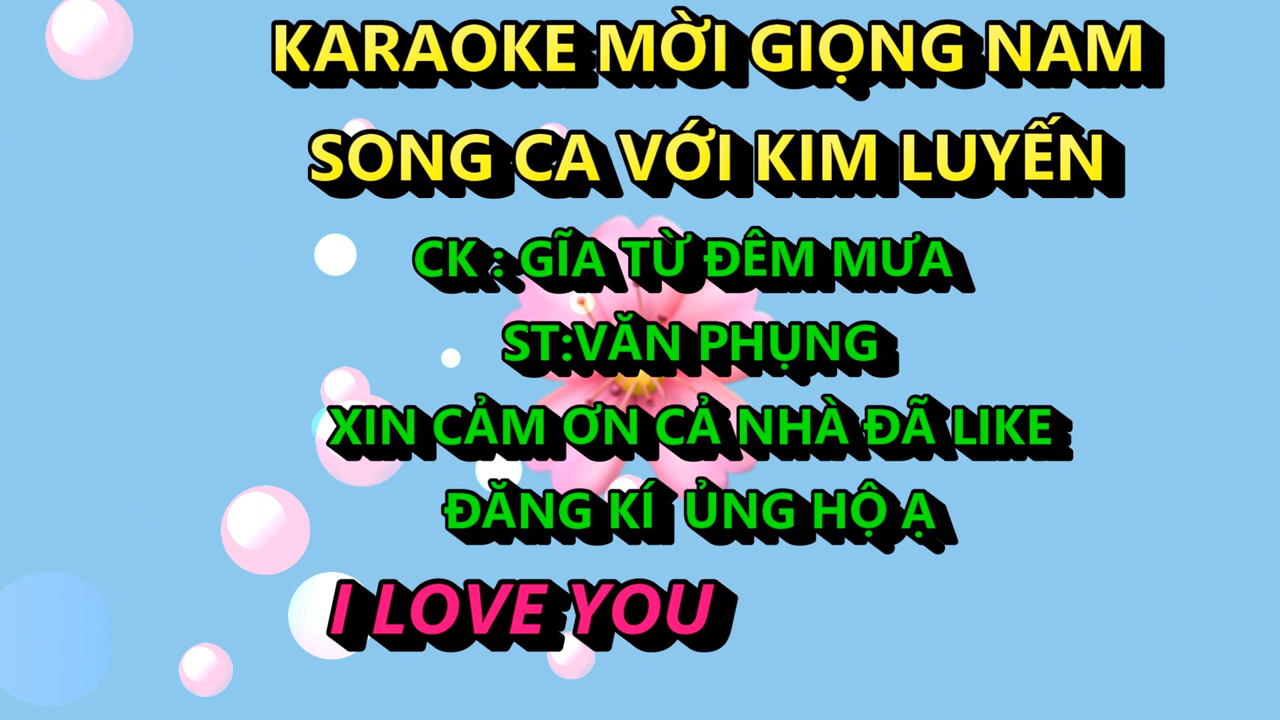 KARAOKE MỜI GIỌNG NAM
SONG CA VỚI KIM LUYẾN
CK : GĨA TỪ ĐÊM MƯA
ST:VĂN PHỤNG
XIN CẢM ƠN CẢ NHÀ ĐÃ LIKE
ĐĂNG KÍ ỦNG HỘ Ạ
I LOVE YOU